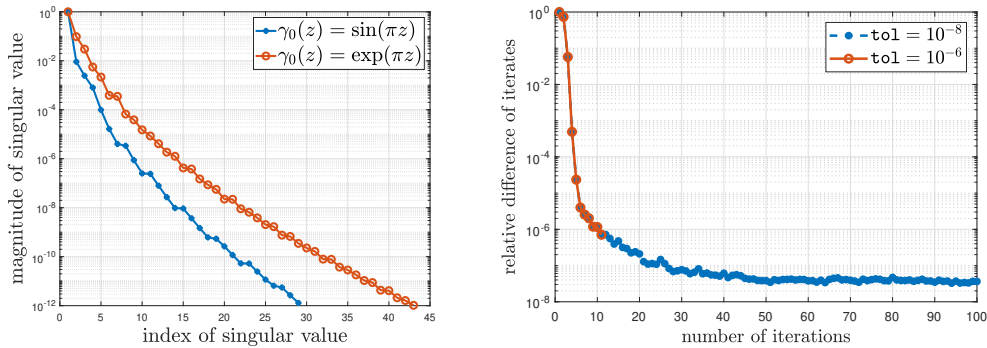 γ₀(z) = sin(πz)
γ₀(z) = exp(πz)
magnitude of singular value
10^0
10^-2
10^-4
10^-6
10^-8
10^-10
10^-12
0 5 10 15 20 25 30 35 40 45
index of singular value
tol = 10^-8
tol = 10^-6
relative difference of iterates
10^0
10^-2
10^-4
10^-6
10^-8
0 10 20 30 40 50 60 70 80 90 100
number of iterations